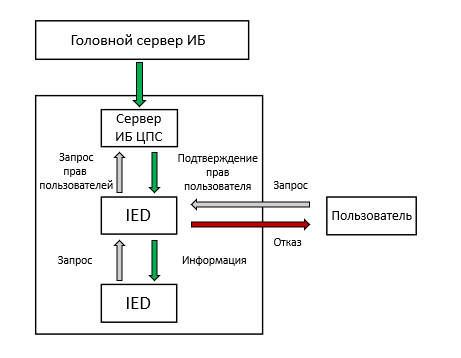 Головной сервер ИБ
Сервер
ИБ ЦПС
Запрос
прав
пользователей
Подтверждение
прав
пользователя
Запрос
IED
Пользователь
Отказ
Запрос
Информация
IED